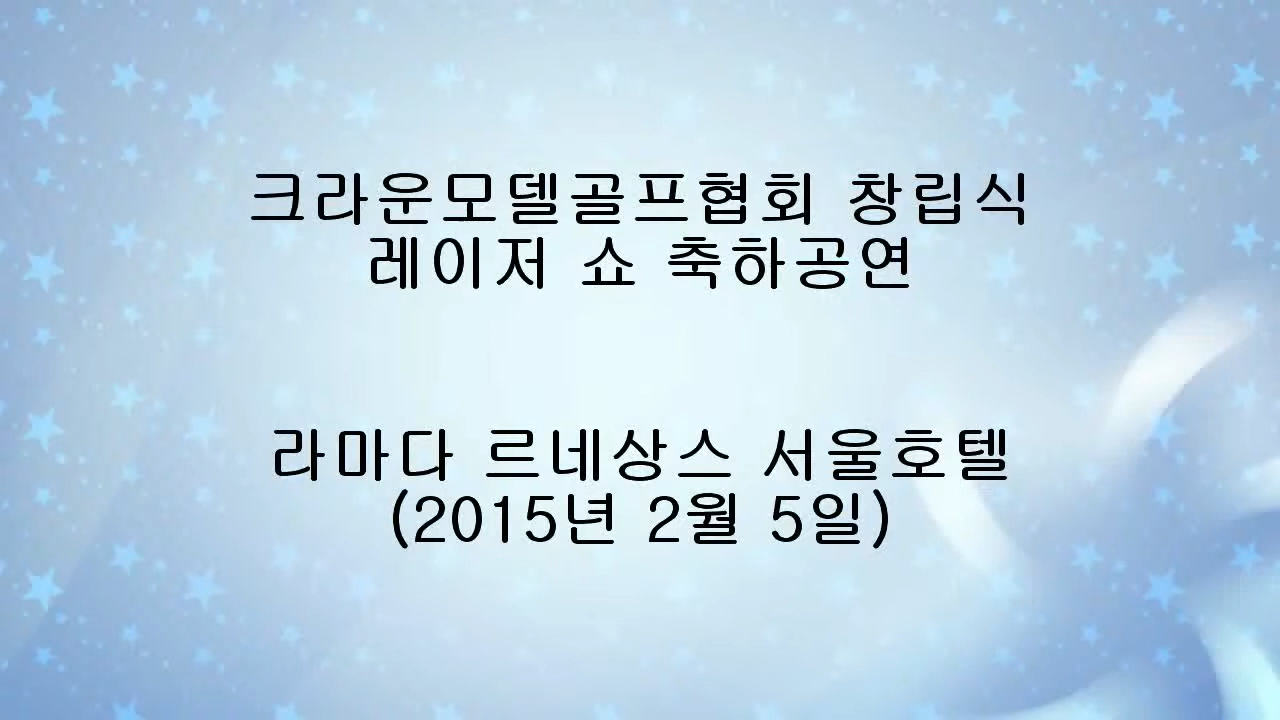 크라운모델골프협회 창립식
레이저 쇼 축하공연
라마다 르네상스 서울호텔
(2015년 2월 5일)